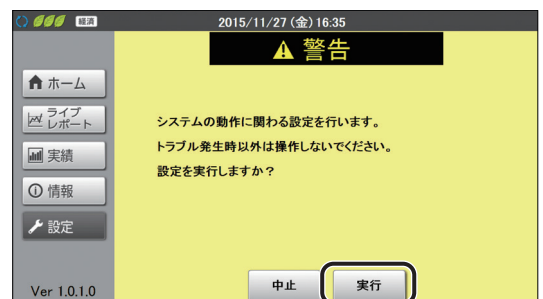 経済
2015/11/27 (金) 16:35
警告
ホーム
ライブ
レポート
実績
情報
設定
システムの動作に関わる設定を行います。
トラブル発生時以外は操作しないでください。
設定を実行しますか？
中止
実行
Ver 1.0.1.0